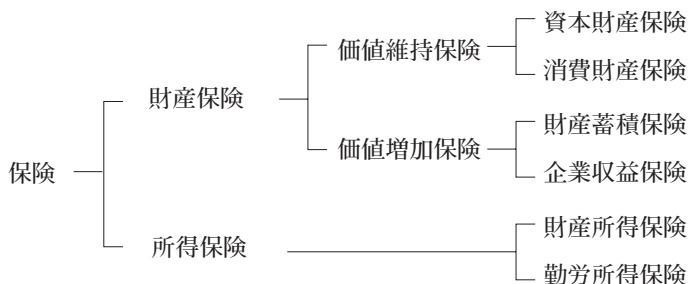 資本財産保険
価値維持保険
消費財産保険
財産保険
財産蓄積保険
価値増加保険
企業収益保険
保険
財産所得保険
所得保険
勤労所得保険